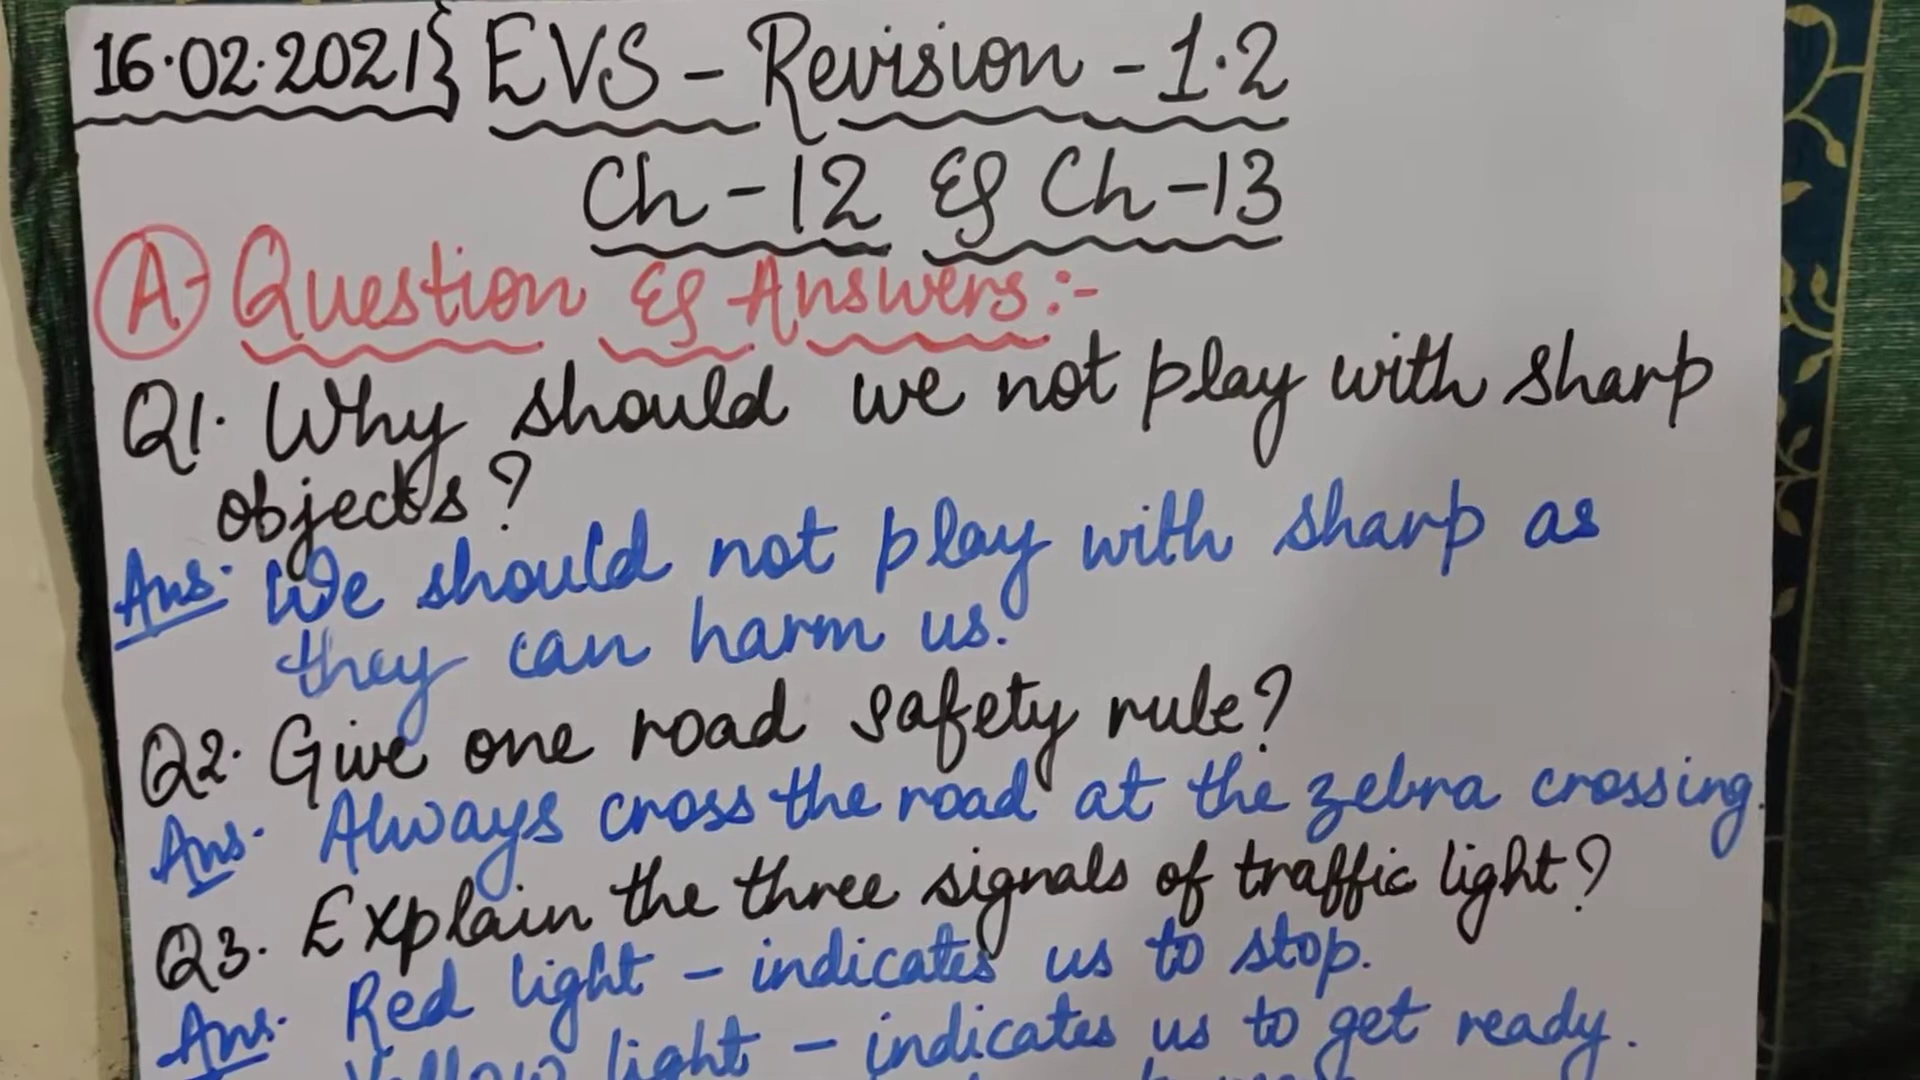 16.02.2021} EVS - Revision - 1.2
Ch - 12 & Ch - 13
A- Question & Answers:-
Q1. Why should we not play with sharp
objects?
Ans: We should not play with sharp as
they can harm us.
Q2. Give one road safety rule?
Ans. Always cross the road at the zebra crossing.
Q3. Explain the three signals of traffic light?
Ans. Red light - indicates us to stop.
Yellow light - indicates us to get ready.